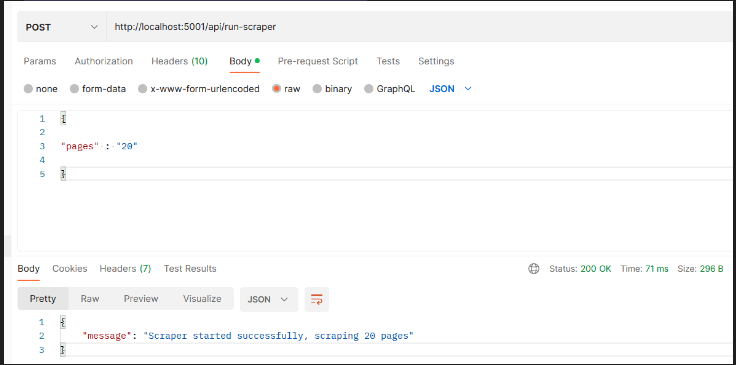 POST http://localhost:5001/api/run-scraper
Params Authorization Headers (10) Body Pre-request Script Tests Settings
none form-data x-www-form-urlencoded raw binary GraphQL JSON
1 {
2
3 "pages" : "20"
4
5 }
Body Cookies Headers (7) Test Results Status: 200 OK Time: 71 ms Size: 296 B
Pretty Raw Preview Visualize JSON
1 {
2 "message": "Scraper started successfully, scraping 20 pages"
3 }